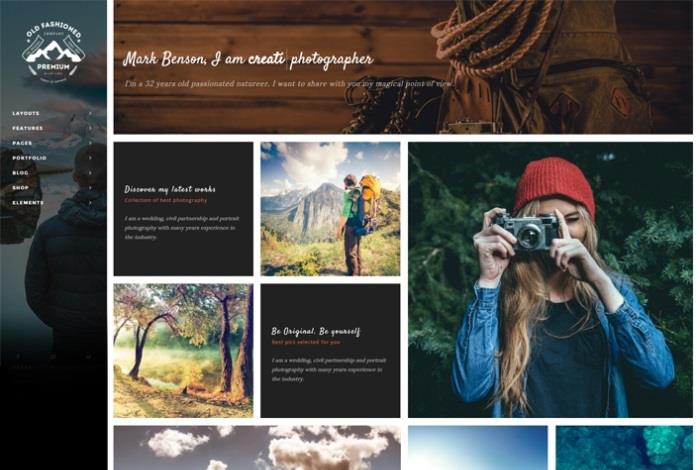 OLD FASHIONED
PREMIUM
LAYOUTS
FEATURES
PAGES
PORTFOLIO
BLOG
SHOP
ELEMENTS
Mark Benson, I am creati photographer
I'm a 32 years old passionated natureer. I want to share with you my magical point of view.
Discover my latest works
Collection of best photography
I am a wedding, civil partnership and portrait
photography with many years experience in
the industry.
Be Original. Be yourself
Best pics selected for you
I am a wedding, civil partnership and portrait
photography with many years experience in
the industry.